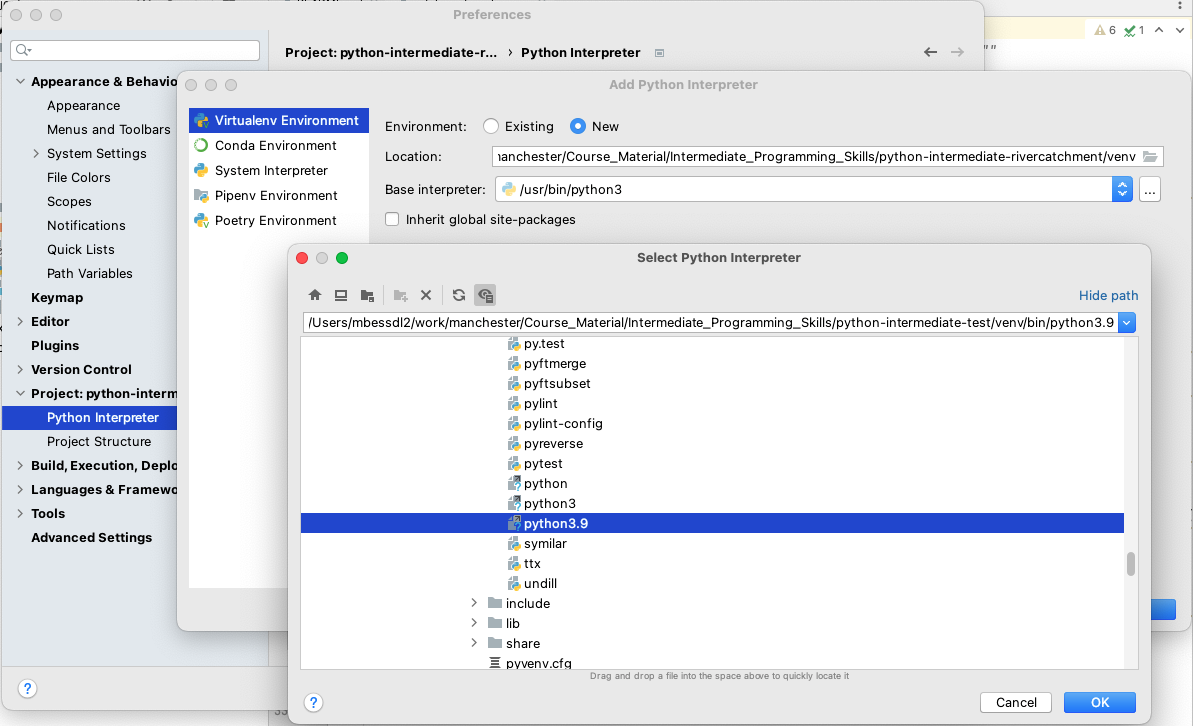 Preferences
6 1
Project: python-intermediate-r... › Python Interpreter
""
Appearance & Behavio
Appearance
Menus and Toolbars
System Settings
File Colors
Scopes
Notifications
Quick Lists
Path Variables
Keymap
Editor
Plugins
Version Control
Project: python-interm
Python Interpreter
Project Structure
Build, Execution, Deplo
Languages & Framewo
Tools
Advanced Settings
?
Add Python Interpreter
Virtualenv Environment
Conda Environment
System Interpreter
Pipenv Environment
Poetry Environment
Environment: Existing New
Location: manchester/Course_Material/Intermediate_Programming_Skills/python-intermediate-rivercatchment/venv
Base interpreter: /usr/bin/python3 ...
Inherit global site-packages
Select Python Interpreter
Hide path
/Users/mbessdl2/work/manchester/Course_Material/Intermediate_Programming_Skills/python-intermediate-test/venv/bin/python3.9
py.test
pyftmerge
pyftsubset
pylint
pylint-config
pyreverse
pytest
python
python3
python3.9
symilar
ttx
undill
include
lib
share
pyvenv.cfg
Drag and drop a file into the space above to quickly locate it
? Cancel OK